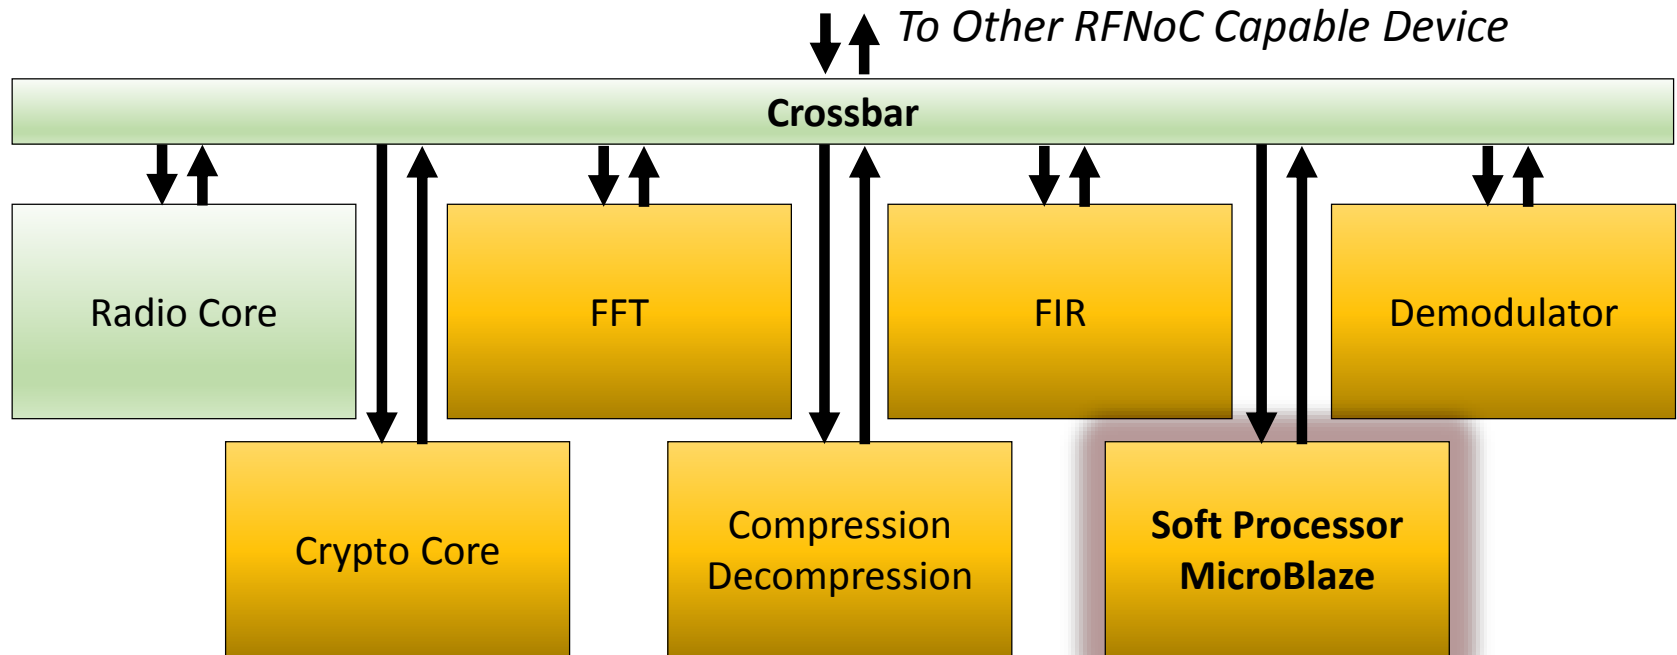 To Other RFNoC Capable Device
Crossbar
Radio Core
FFT
FIR
Demodulator
Crypto Core
Compression
Decompression
Soft Processor
MicroBlaze